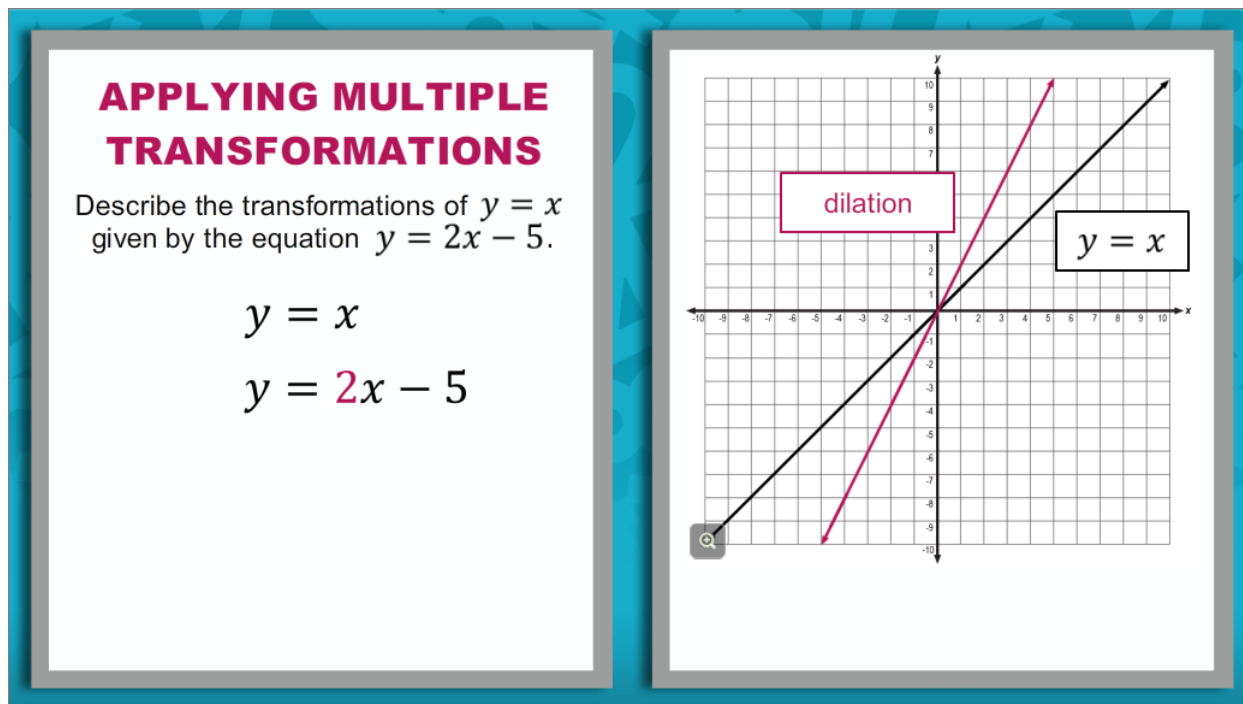 APPLYING MULTIPLE
TRANSFORMATIONS
Describe the transformations of y = x
given by the equation y = 2x − 5.
y = x
y = 2x − 5
y
10
9
8
7
dilation
y = x
3
2
1
-10 -9 -8 -7 -6 -5 -4 -3 -2 -1 1 2 3 4 5 6 7 8 9 10 x
-1
-2
-3
-4
-5
-6
-7
-8
-9
-10